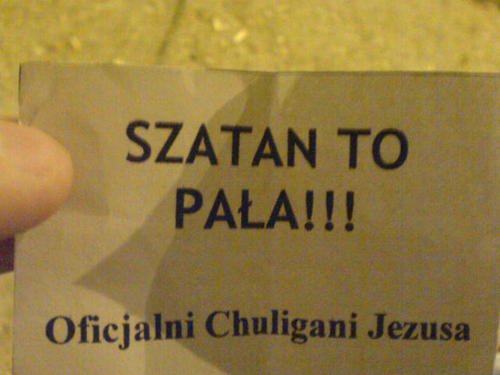 SZATAN TO
PAŁA!!!
Oficjalni Chuligani Jezusa